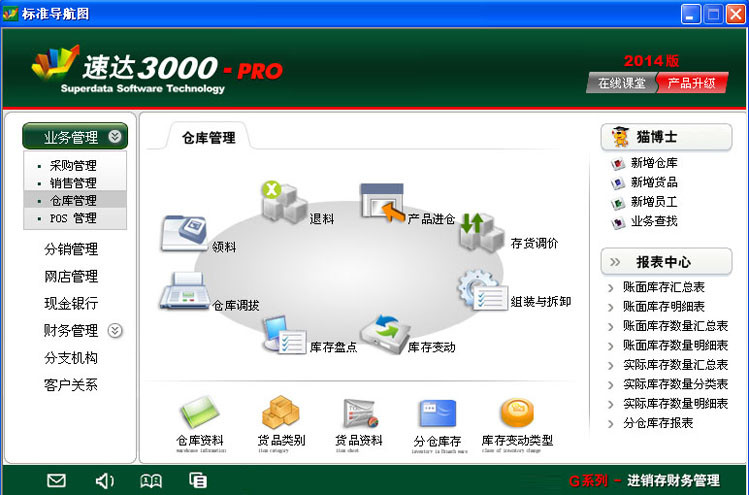 标准导航图
速达3000-PRO
Superdata Software Technology
2014版
在线课堂
产品升级
业务管理
采购管理
销售管理
仓库管理
POS 管理
分销管理
网店管理
现金银行
财务管理
分支机构
客户关系
仓库管理
退料
产品进仓
领料
存货调价
仓库调拔
组装与拆卸
库存盘点
库存变动
仓库资料
warehouse information
货品类别
item category
货品资料
item sheet
分仓库存
inventory in branch ware
库存变动类型
class of inventory change
猫博士
新增仓库
新增货品
新增员工
业务查找
报表中心
账面库存汇总表
账面库存明细表
账面库存数量汇总表
账面库存数量明细表
实际库存数量汇总表
实际库存数量分类表
实际库存数量明细表
分仓库存报表
G系列 - 进销存财务管理